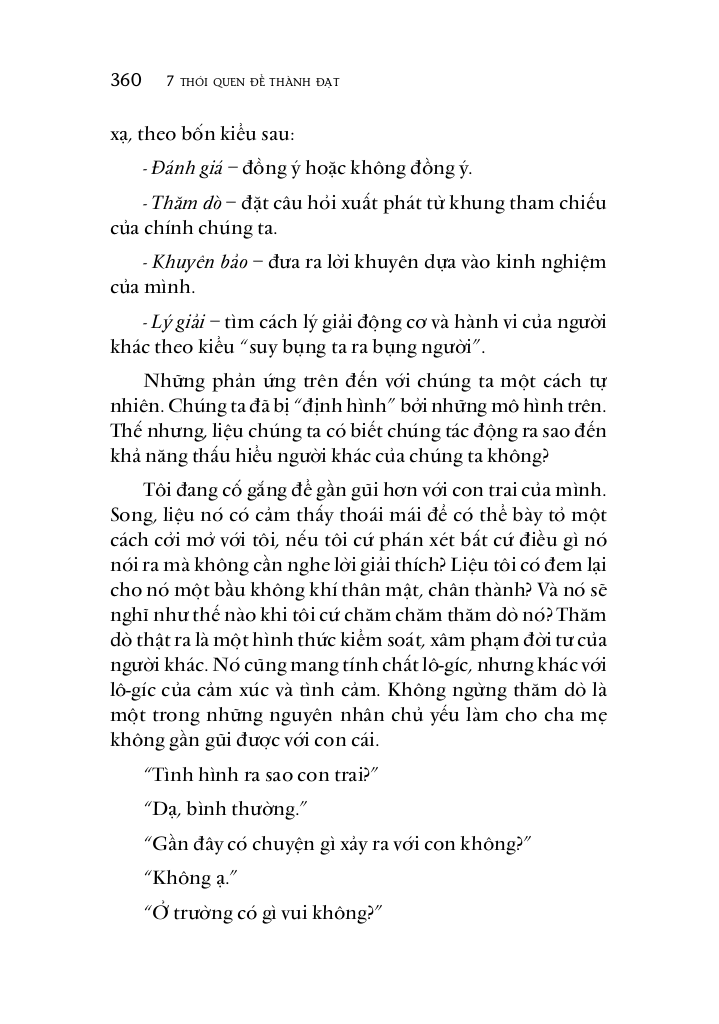 360 7 THÓI QUEN ĐỂ THÀNH ĐẠT
xạ, theo bốn kiểu sau:
- Đánh giá – đồng ý hoặc không đồng ý.
- Thăm dò – đặt câu hỏi xuất phát từ khung tham chiếu
của chính chúng ta.
- Khuyên bảo – đưa ra lời khuyên dựa vào kinh nghiệm
của mình.
- Lý giải – tìm cách lý giải động cơ và hành vi của người
khác theo kiểu “suy bụng ta ra bụng người”.
Những phản ứng trên đến với chúng ta một cách tự
nhiên. Chúng ta đã bị “định hình” bởi những mô hình trên.
Thế nhưng, liệu chúng ta có biết chúng tác động ra sao đến
khả năng thấu hiểu người khác của chúng ta không?
Tôi đang cố gắng để gần gũi hơn với con trai của mình.
Song, liệu nó có cảm thấy thoái mái để có thể bày tỏ một
cách cởi mở với tôi, nếu tôi cứ phán xét bất cứ điều gì nó
nói ra mà không cần nghe lời giải thích? Liệu tôi có đem lại
cho nó một bầu không khí thân mật, chân thành? Và nó sẽ
nghĩ như thế nào khi tôi cứ chăm chăm thăm dò nó? Thăm
dò thật ra là một hình thức kiểm soát, xâm phạm đời tư của
người khác. Nó cũng mang tính chất lô-gíc, nhưng khác với
lô-gíc của cảm xúc và tình cảm. Không ngừng thăm dò là
một trong những nguyên nhân chủ yếu làm cho cha mẹ
không gần gũi được với con cái.
“Tình hình ra sao con trai?”
“Dạ, bình thường.”
“Gần đây có chuyện gì xảy ra với con không?”
“Không ạ.”
“Ở trường có gì vui không?”